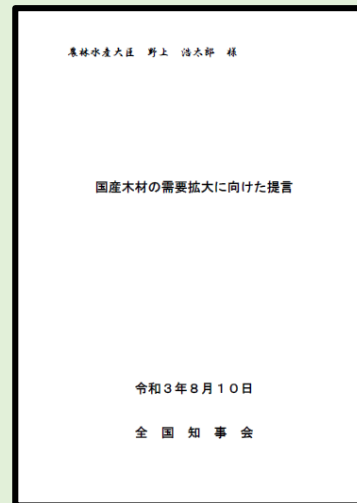 農林水産大臣 野上 浩太郎 様
国産木材の需要拡大に向けた提言
令和３年８月１０日
全 国 知 事 会